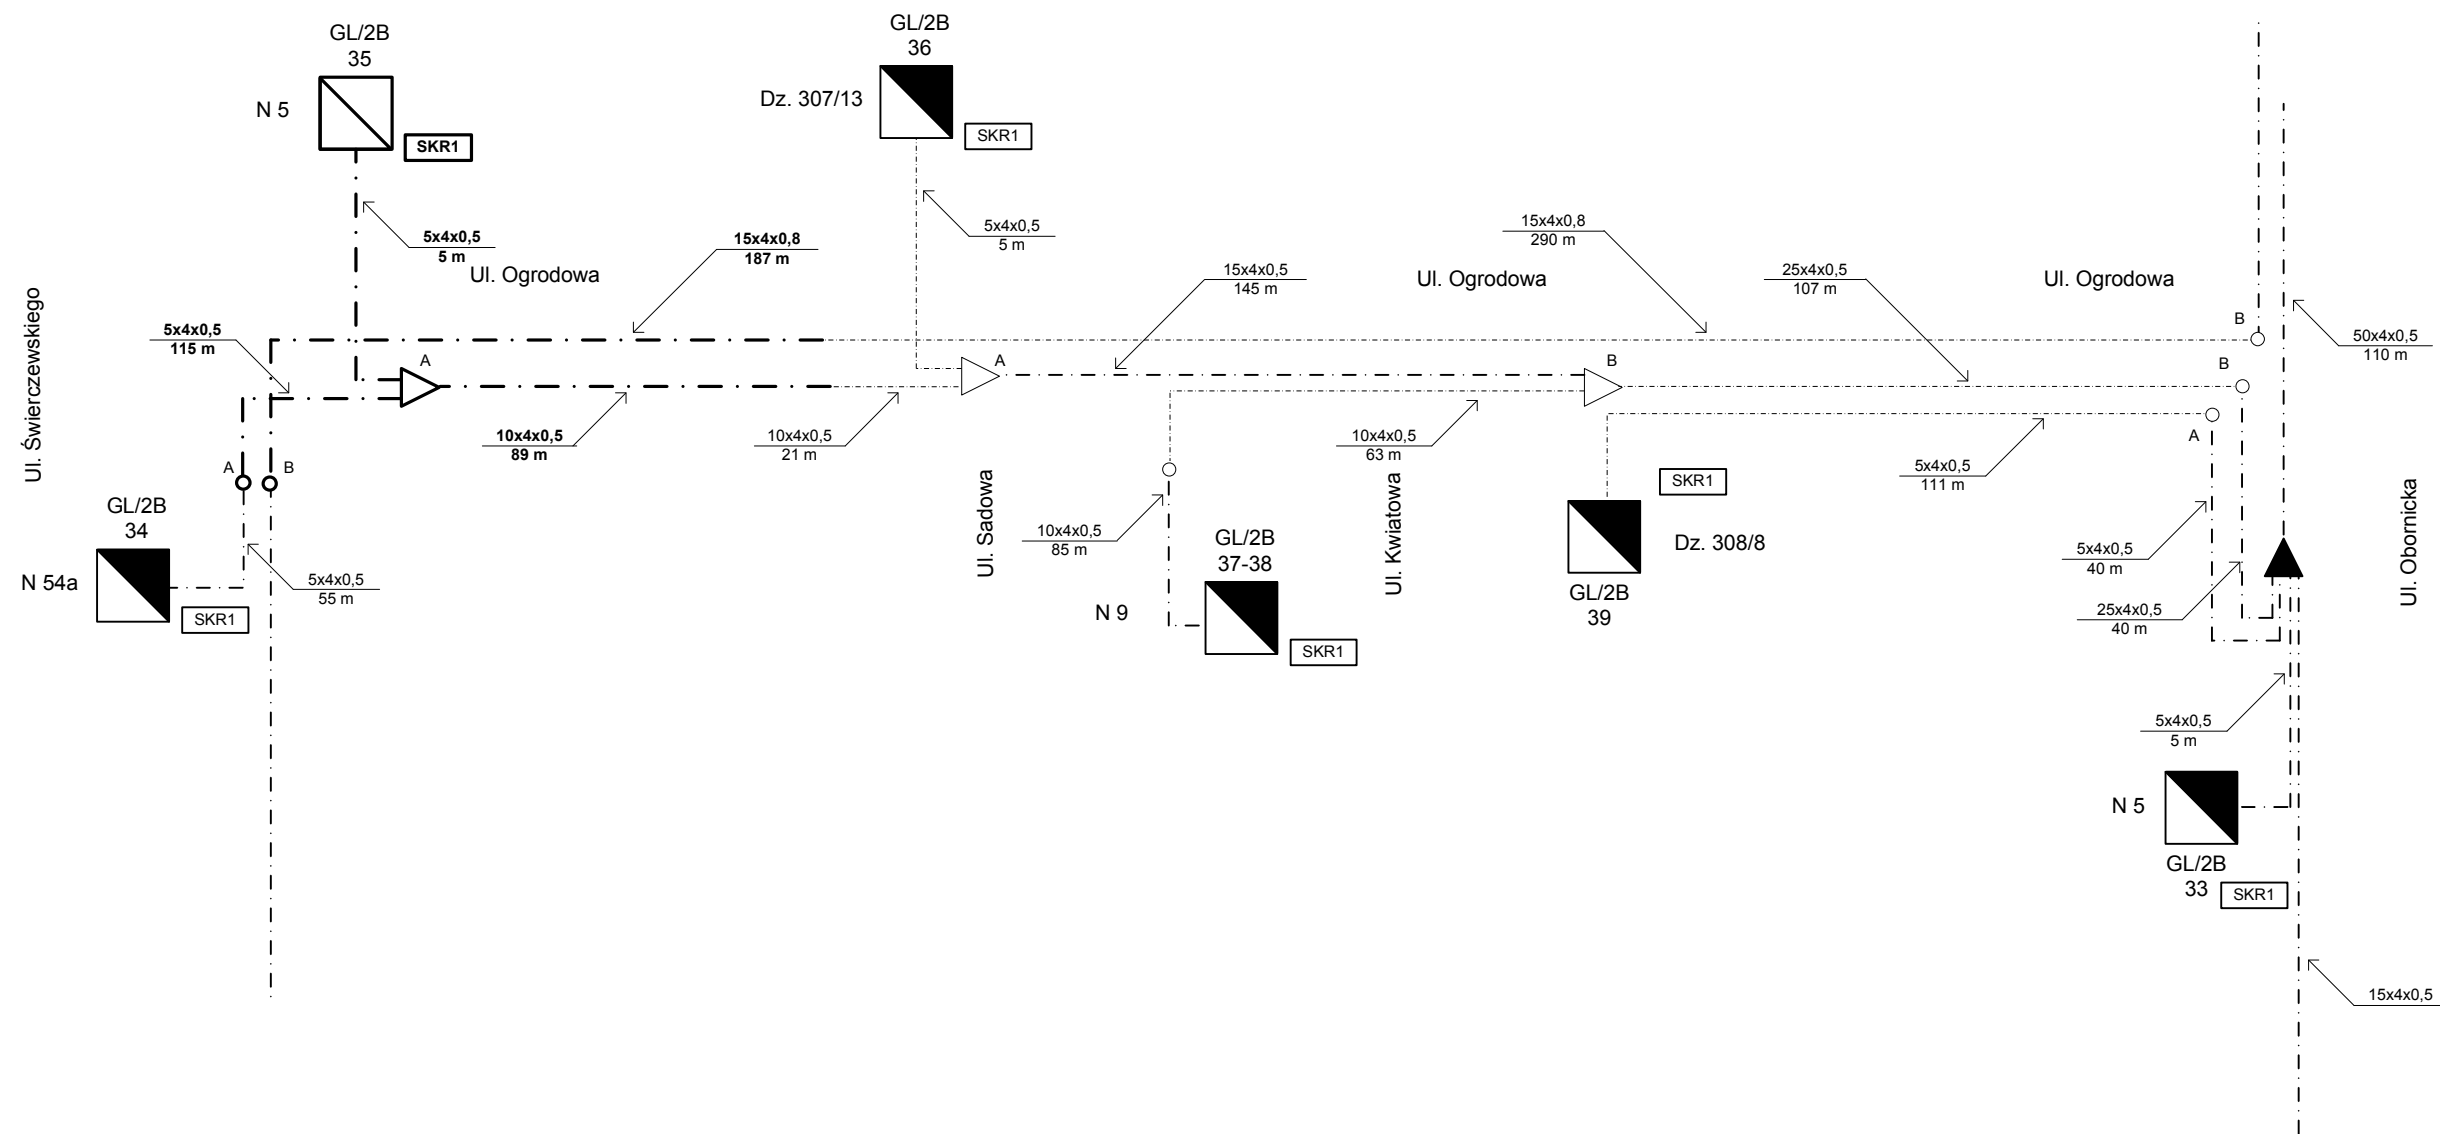 GL/2B
35
N 5
SKR1
GL/2B
36
Dz. 307/13
SKR1
5x4x0,5
5 m
Ul. Ogrodowa
15x4x0,8
187 m
5x4x0,5
5 m
15x4x0,5
145 m
15x4x0,8
290 m
Ul. Ogrodowa
25x4x0,5
107 m
Ul. Ogrodowa
B
50x4x0,5
110 m
Ul. Świerczewskiego
5x4x0,5
115 m
A
A
B
B
10x4x0,5
89 m
10x4x0,5
21 m
10x4x0,5
63 m
A
5x4x0,5
111 m
A
B
GL/2B
34
N 54a
SKR1
5x4x0,5
55 m
Ul. Sadowa
10x4x0,5
85 m
GL/2B
37-38
N 9
SKR1
Ul. Kwiatowa
SKR1
Dz. 308/8
GL/2B
39
5x4x0,5
40 m
25x4x0,5
40 m
Ul. Obornicka
5x4x0,5
5 m
N 5
GL/2B
33
SKR1
15x4x0,5